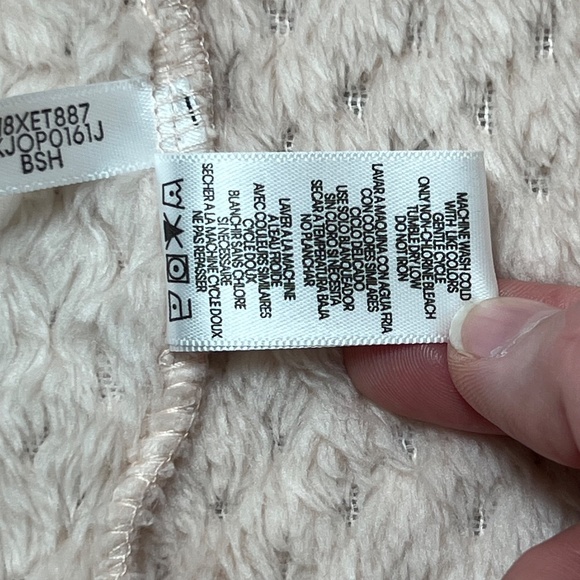 18XET887
KJOP0161J
BSH
MACHINE WASH COLD
WITH LIKE COLORS
GENTLE CYCLE
ONLY NON-CHLORINE BLEACH
TUMBLE DRY LOW
DO NOT IRON
LAVAR A MAQUINA CON AGUA FRIA
CON COLORES SIMILARES
CICLO DELICADO
USE SOLO BLANQUEADOR
SIN CLORO SI NECESITA
SECAR A TEMPERATURA BAJA
NO PLANCHAR
LAVER A LA MACHINE
A L'EAU FROIDE
AVEC COULEURS SIMILAIRES
CYCLE DOUX
BLANCHIR SANS CHLORE
SI NECESSAIRE
SECHER A LA MACHINE CYCLE DOUX
NE PAS REPASSER